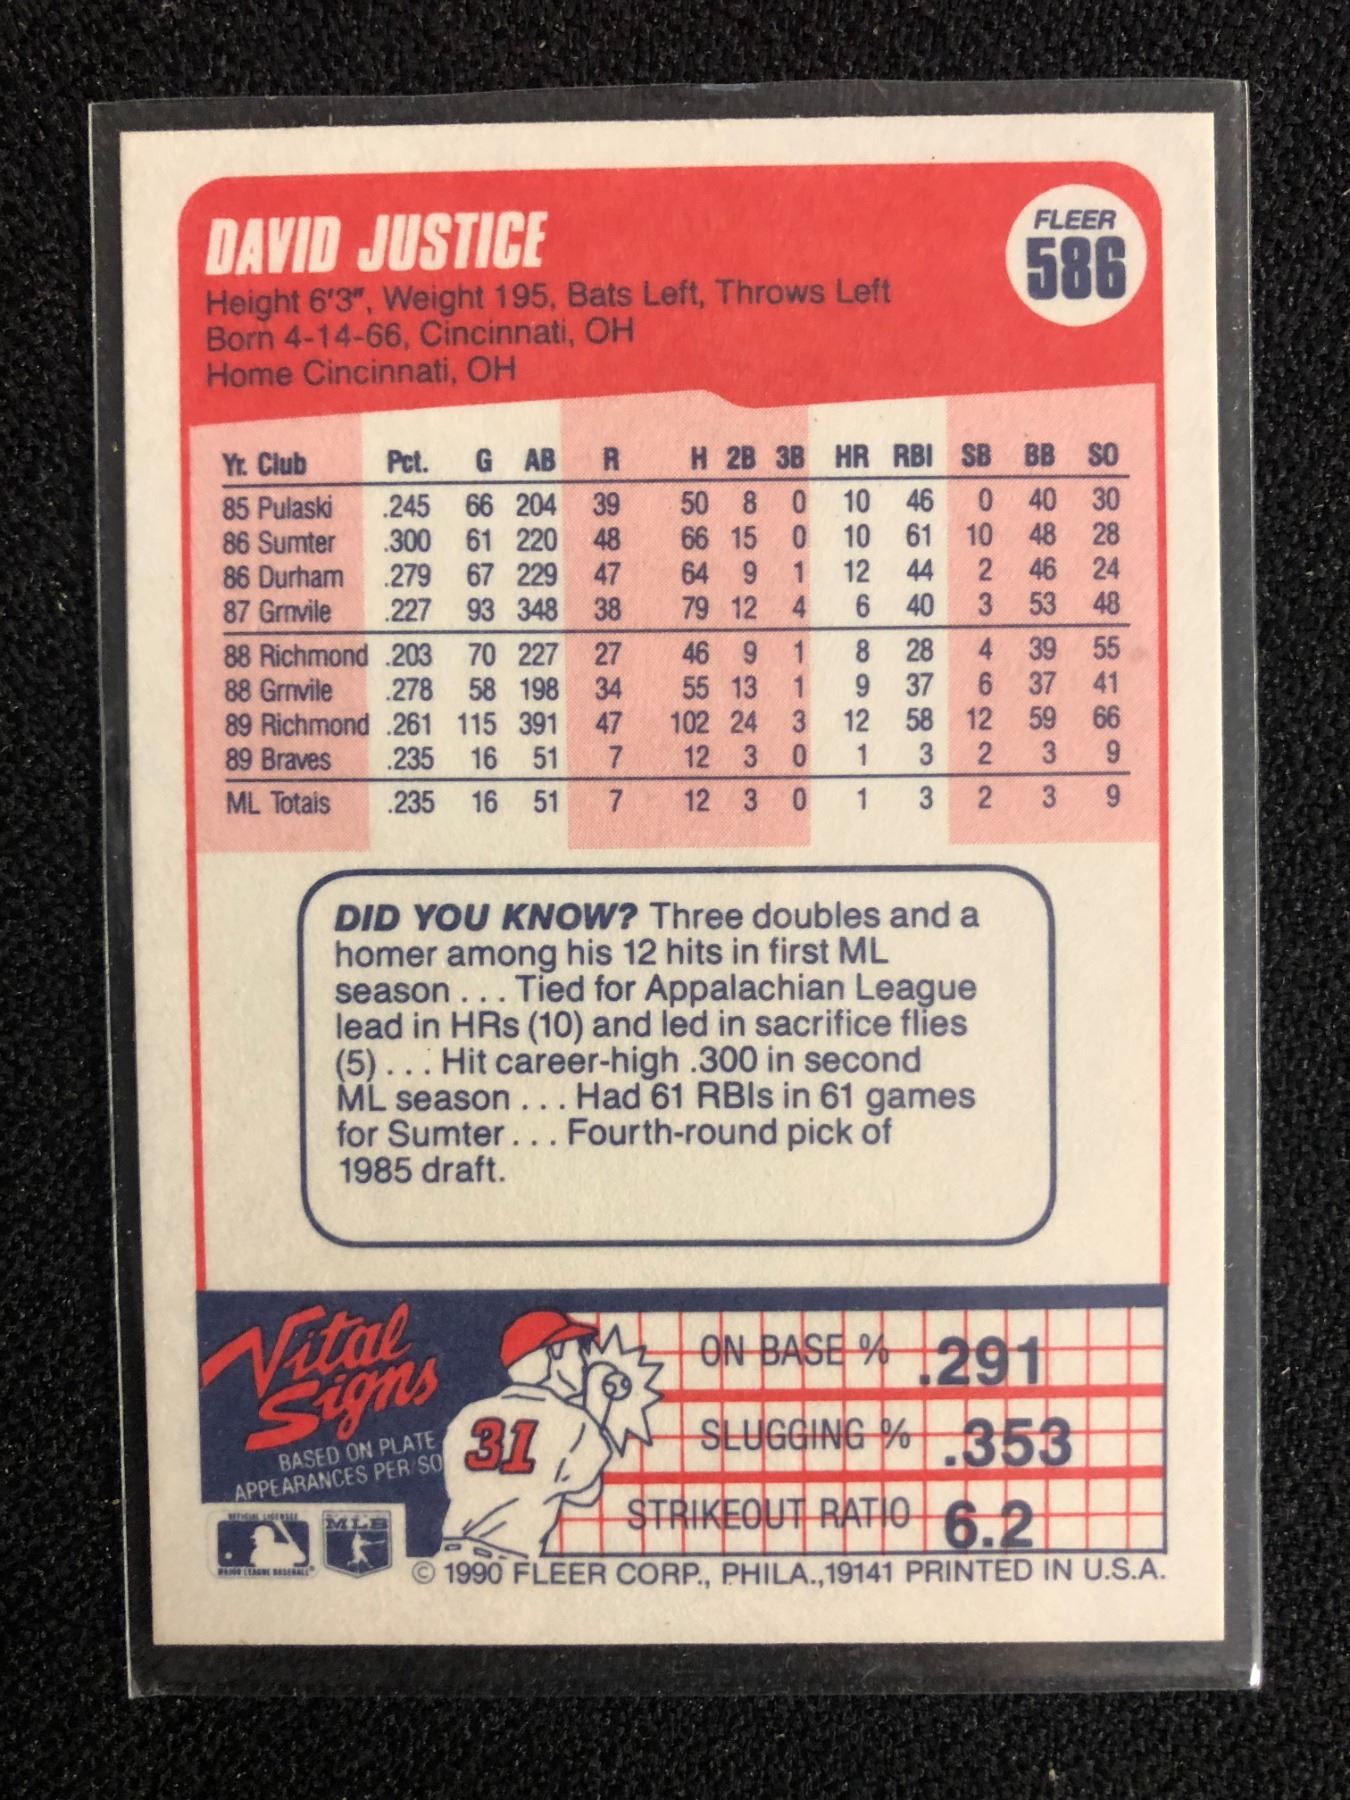 DAVID JUSTICE
FLEER
586
Height 6'3", Weight 195, Bats Left, Throws Left
Born 4-14-66, Cincinnati, OH
Home Cincinnati, OH
Yr. Club Pct. G AB R H 2B 3B HR RBI SB BB SO
85 Pulaski .245 66 204 39 50 8 0 10 46 0 40 30
86 Sumter .300 61 220 48 66 15 0 10 61 10 48 28
86 Durham .279 67 229 47 64 9 1 12 44 2 46 24
87 Grnvile .227 93 348 38 79 12 4 6 40 3 53 48
88 Richmond .203 70 227 27 46 9 1 8 28 4 39 55
88 Grnvile .278 58 198 34 55 13 1 9 37 6 37 41
89 Richmond .261 115 391 47 102 24 3 12 58 12 59 66
89 Braves .235 16 51 7 12 3 0 1 3 2 3 9
ML Totals .235 16 51 7 12 3 0 1 3 2 3 9
DID YOU KNOW? Three doubles and a
homer among his 12 hits in first ML
season . . . Tied for Appalachian League
lead in HRs (10) and led in sacrifice flies
(5) . . . Hit career-high .300 in second
ML season . . . Had 61 RBIs in 61 games
for Sumter . . . Fourth-round pick of
1985 draft.
Vital
Signs
BASED ON PLATE
APPEARANCES PER SO
31
ON BASE % .291
SLUGGING % .353
STRIKEOUT RATIO 6.2
OFFICIAL LICENSEE
MAJOR LEAGUE BASEBALL
MLB
© 1990 FLEER CORP., PHILA.,19141 PRINTED IN U.S.A.